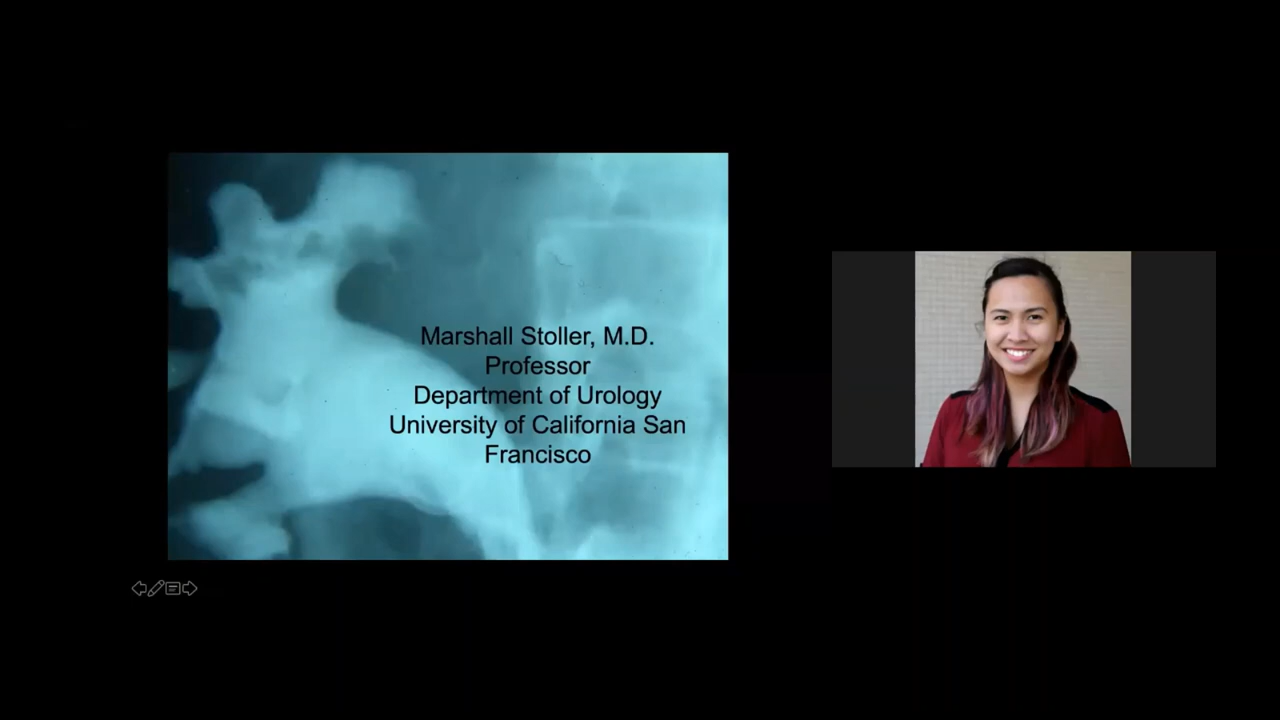 Marshall Stoller, M.D.
Professor
Department of Urology
University of California San
Francisco